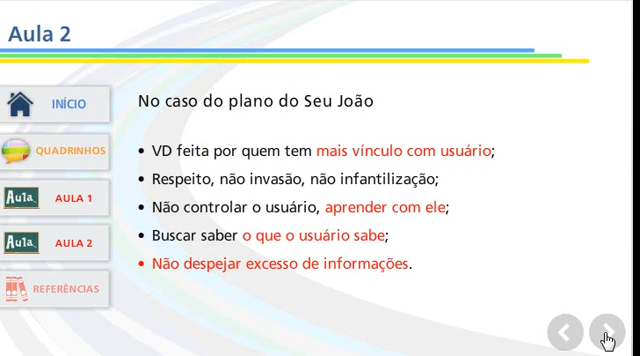 Aula 2
INÍCIO
QUADRINHOS
Aula
AULA 1
Aula
AULA 2
REFERÊNCIAS
No caso do plano do Seu João
• VD feita por quem tem mais vínculo com usuário;
• Respeito, não invasão, não infantilização;
• Não controlar o usuário, aprender com ele;
• Buscar saber o que o usuário sabe;
• Não despejar excesso de informações.